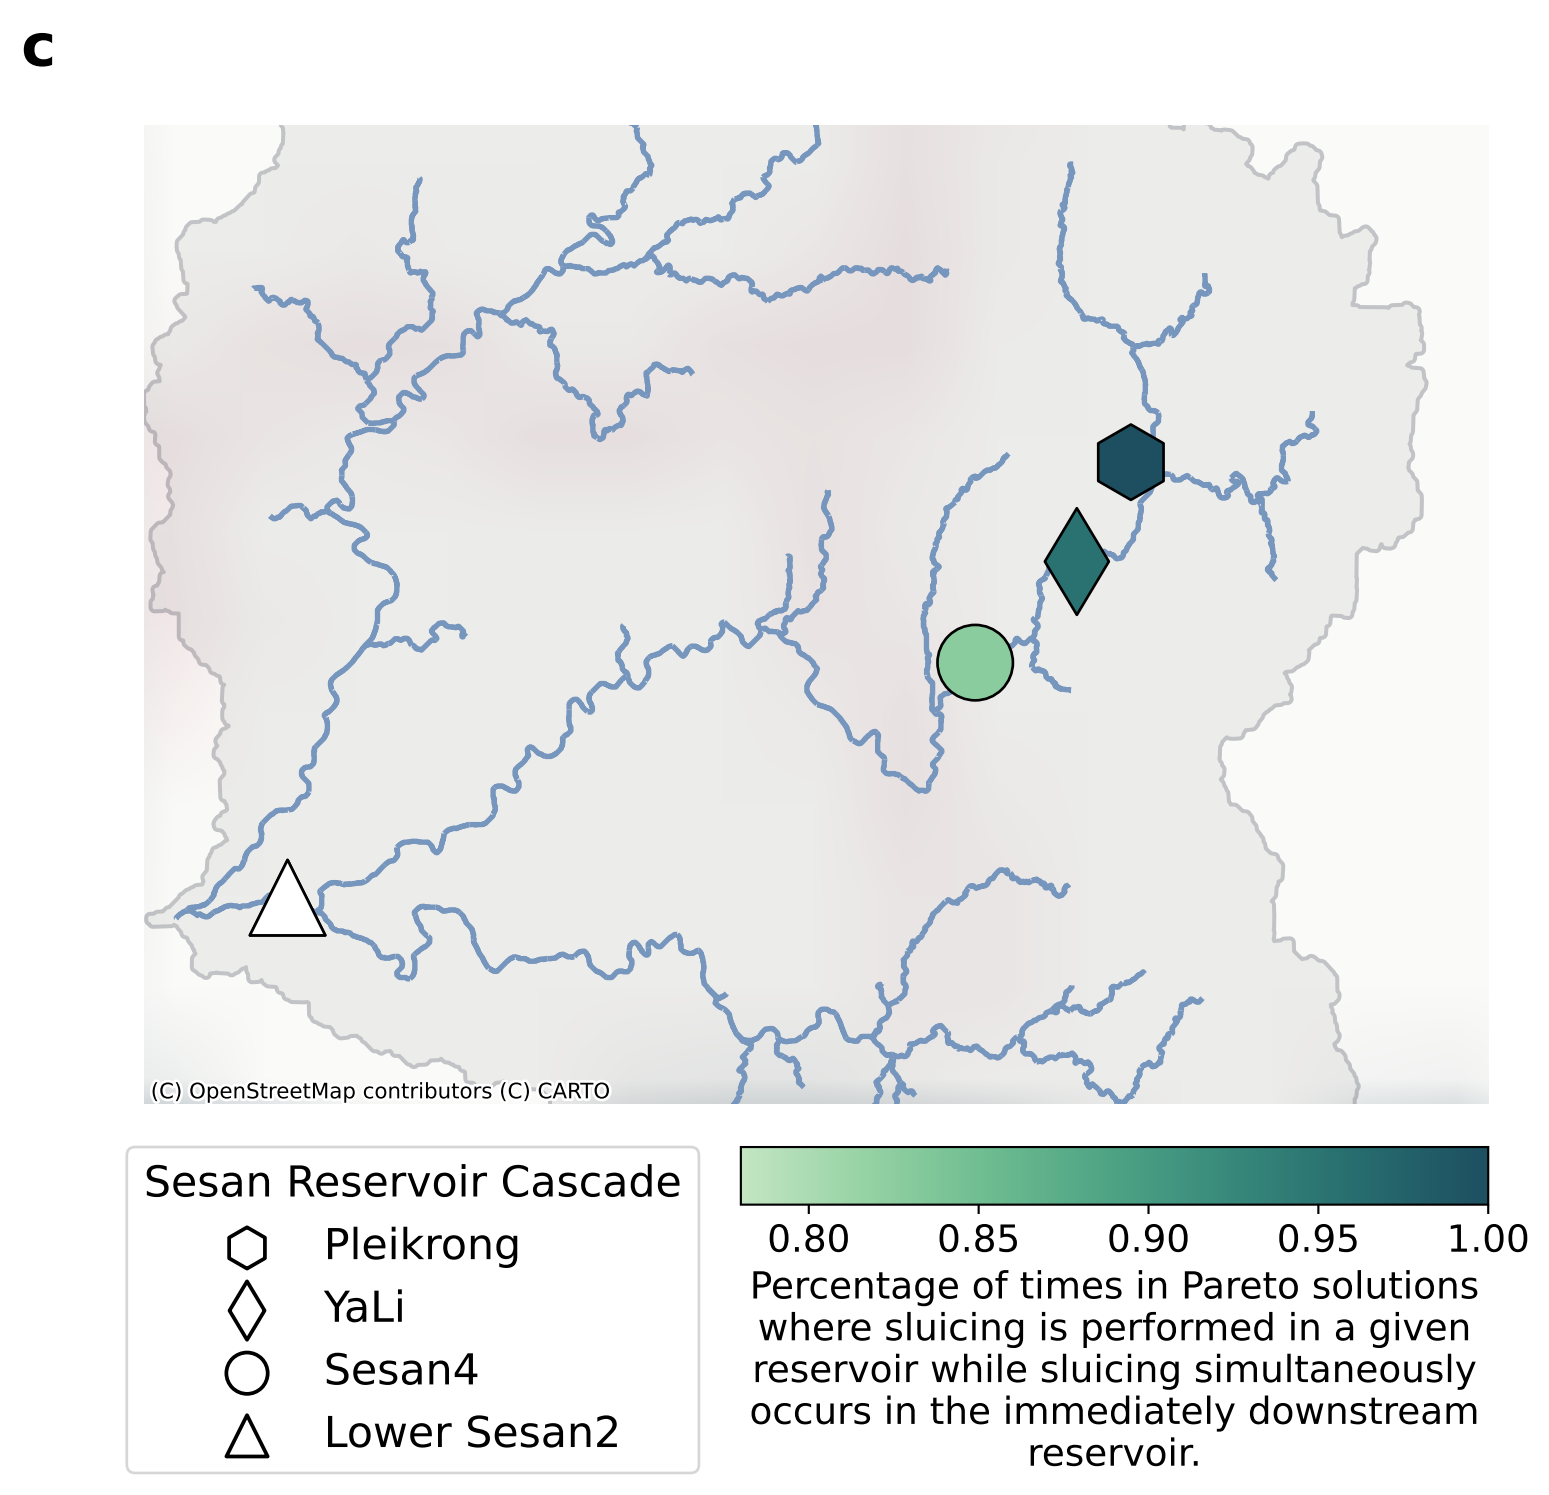 c
(C) OpenStreetMap contributors (C) CARTO
Sesan Reservoir Cascade
Pleikrong
YaLi
Sesan4
Lower Sesan2
0.80 0.85 0.90 0.95 1.00
Percentage of times in Pareto solutions
where sluicing is performed in a given
reservoir while sluicing simultaneously
occurs in the immediately downstream
reservoir.